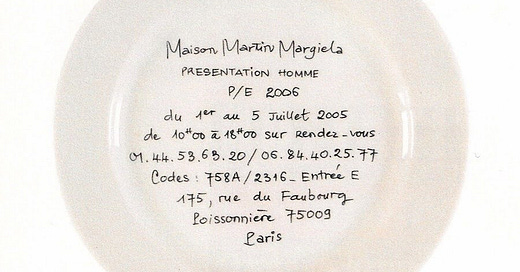 Maison Martin Margiela
PRESENTATION HOMME
P/E 2006
du 1er au 5 Juillet 2005
de 10H00 à 18H00 sur Rendez-vous
01.44.53.63.20 / 06.84.40.25.77
Codes : 758A / 2316 - Entrée E
175, rue du Faubourg
Poissonnière 75009
Paris